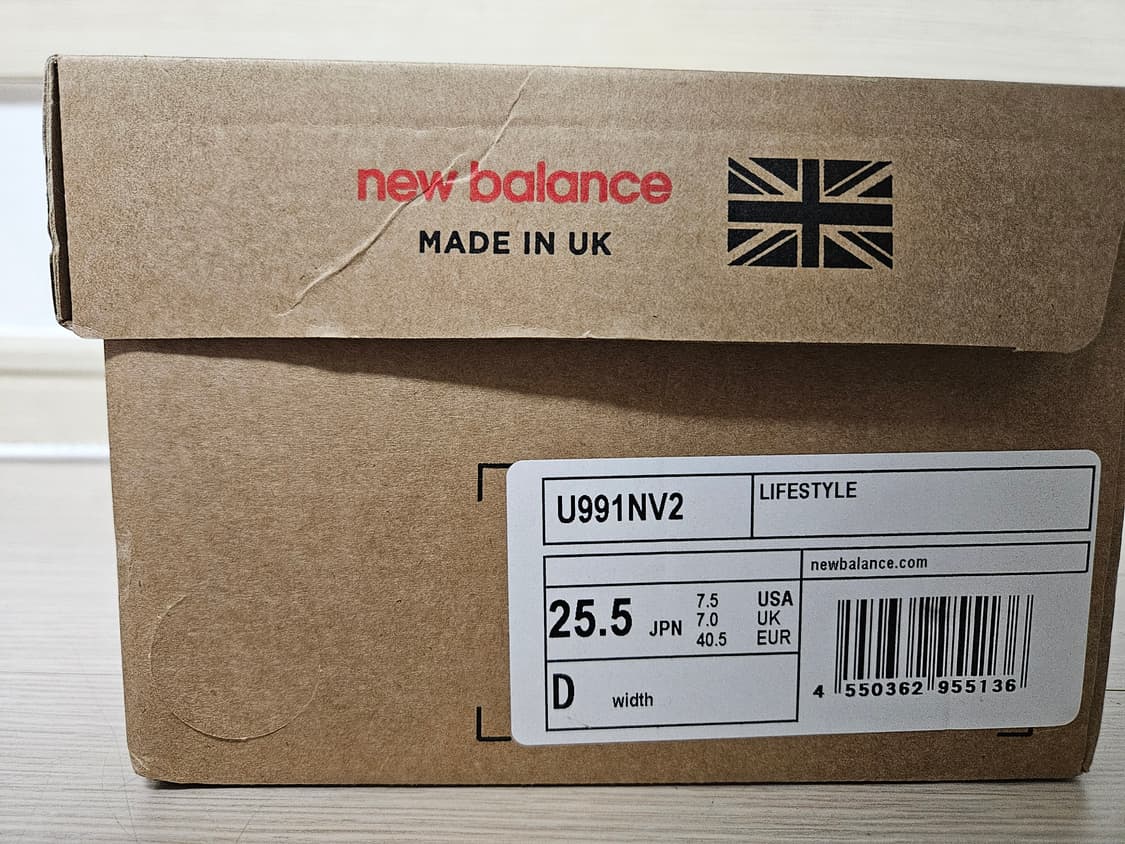 new balance
MADE IN UK
U991NV2
LIFESTYLE
newbalance.com
25.5 JPN
7.5 USA
7.0 UK
40.5 EUR
D width
4 550362 955136